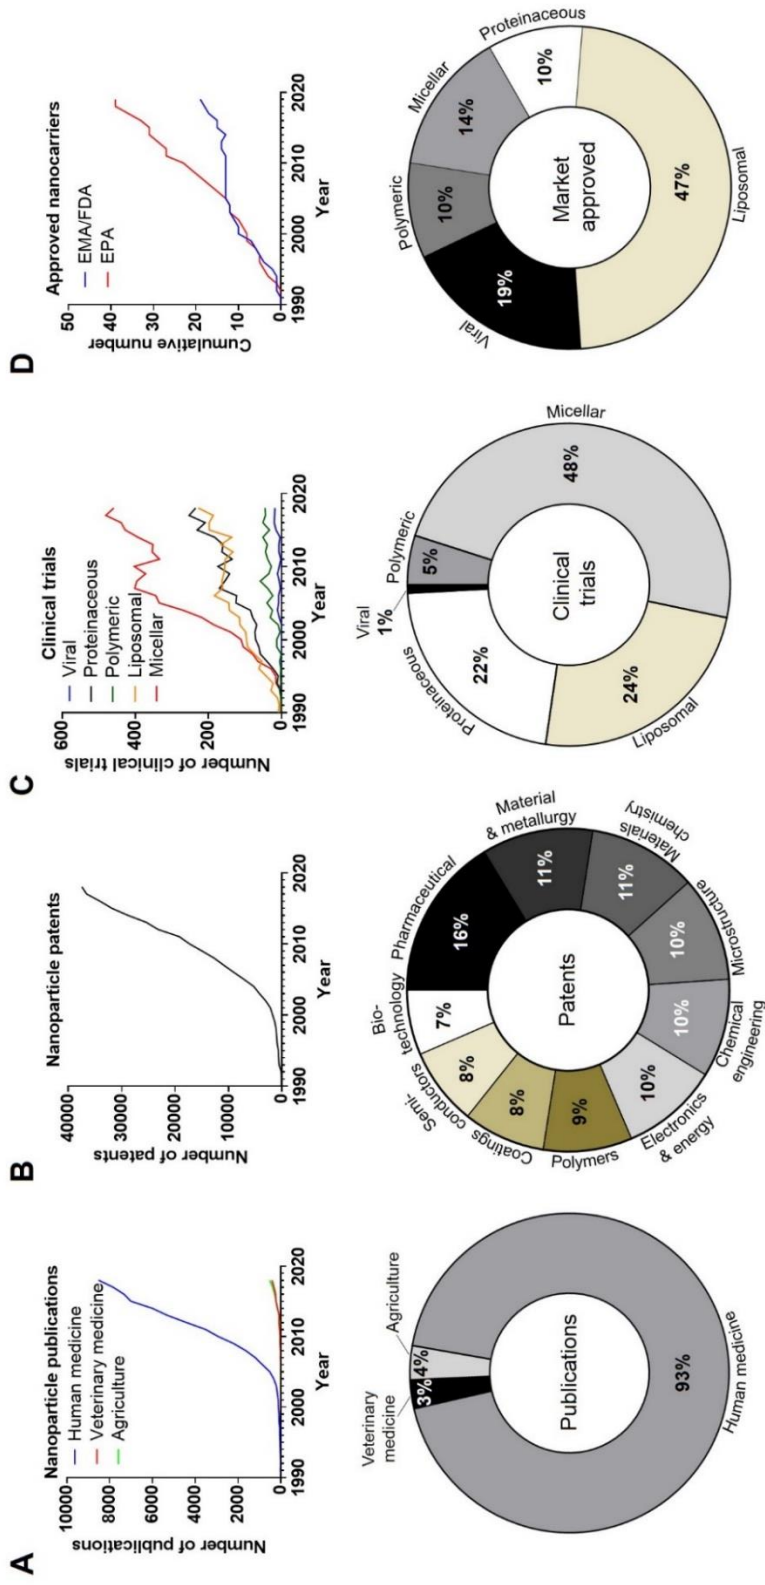 A
Nanoparticle publications
Human medicine
Veterinary medicine
Agriculture
Number of publications
10000
8000
6000
4000
2000
0
1990
2000
2010
2020
Year
Veterinary
medicine
Agriculture
3%
4%
Publications
93%
Human medicine
B
Nanoparticle patents
Number of patents
40000
30000
20000
10000
0
1990
2000
2010
2020
Year
Bio-
technology
Pharmaceutical
Material
& metallurgy
Materials
chemistry
Microstructure
Chemical
engineering
Electronics
& energy
Polymers
Coatings
Semi-
conductors
7%
16%
11%
11%
10%
10%
10%
9%
8%
8%
Patents
C
Clinical trials
Viral
Proteinaceous
Polymeric
Liposomal
Micellar
Number of clinical trials
600
400
200
0
1990
2000
2010
2020
Year
Viral
1%
Polymeric
5%
Micellar
48%
Liposomal
24%
Proteinaceous
22%
Clinical
trials
D
Approved nanocarriers
EMA/FDA
EPA
Cumulative number
50
40
30
20
10
0
1990
2000
2010
2020
Year
Viral
19%
Polymeric
10%
Micellar
14%
Proteinaceous
10%
Liposomal
47%
Market
approved